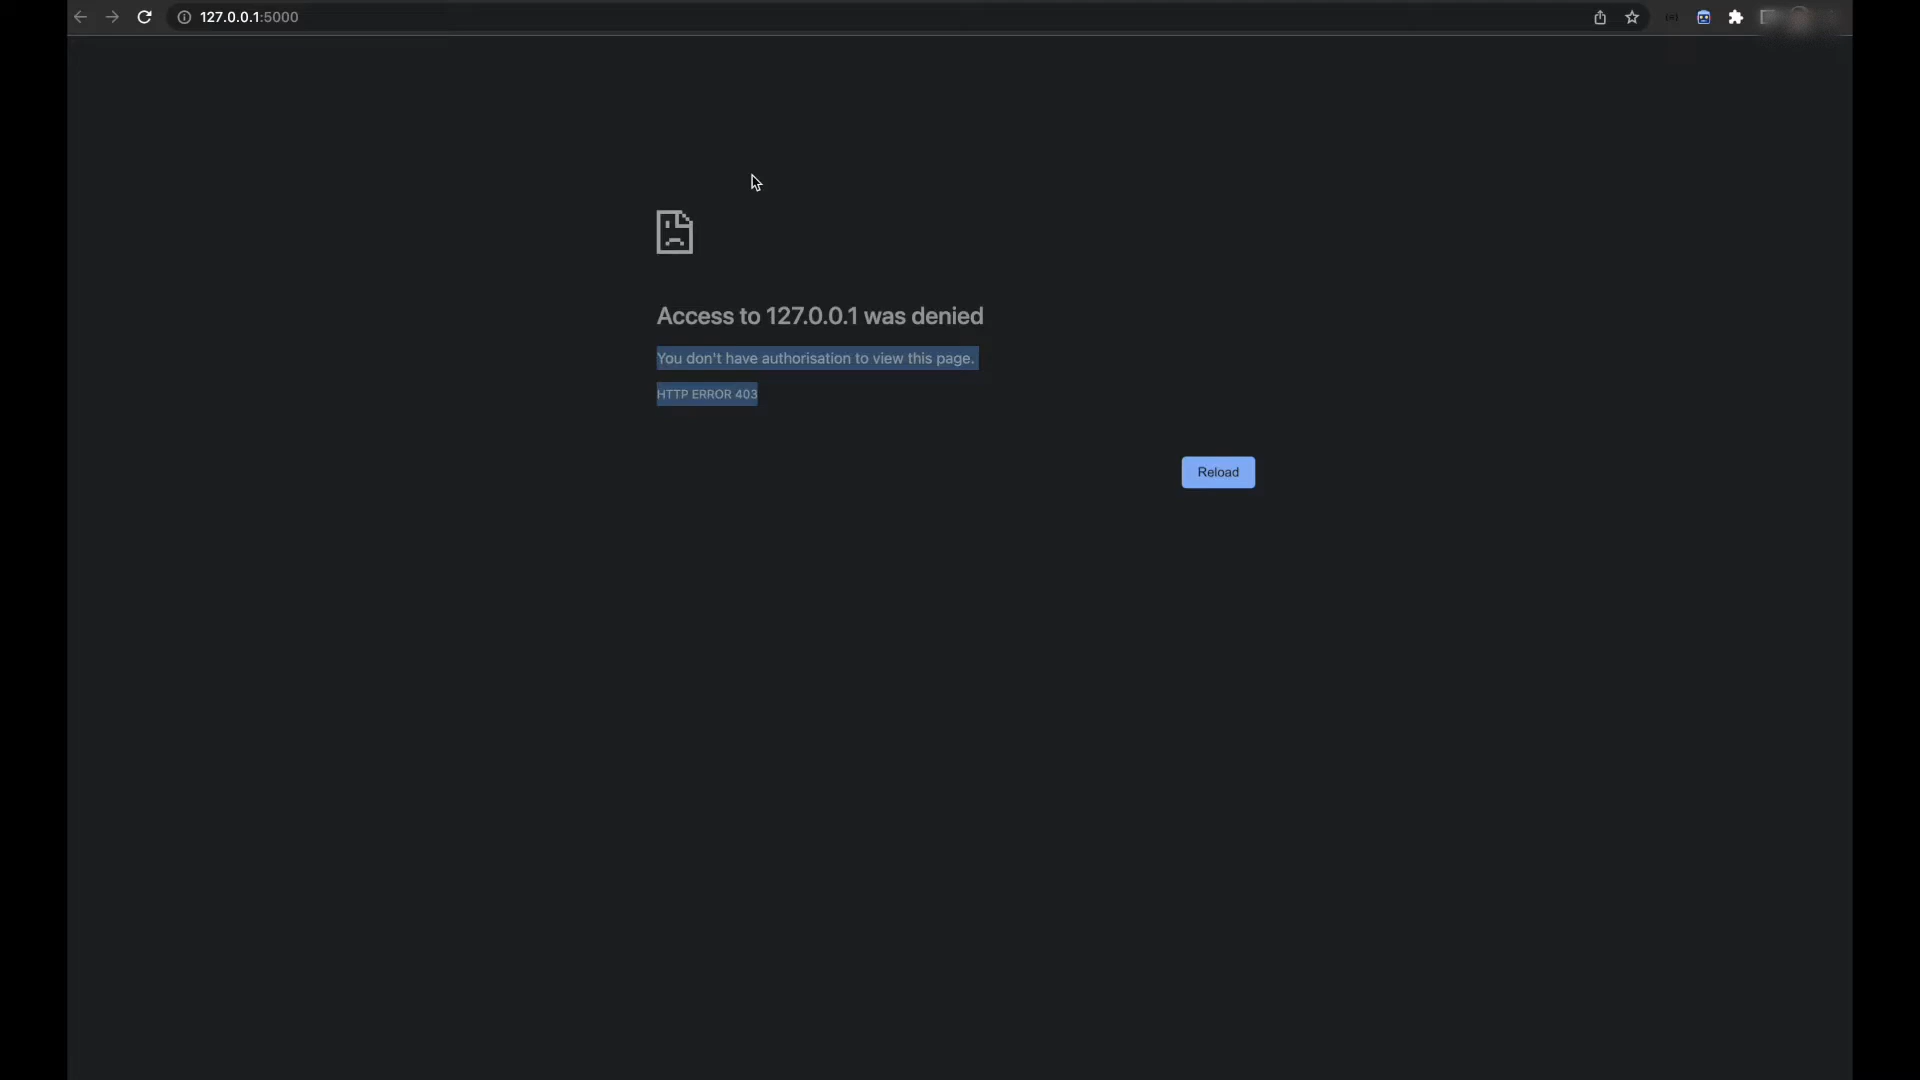 127.0.0.1:5000
Access to 127.0.0.1 was denied
You don't have authorisation to view this page.
HTTP ERROR 403
Reload